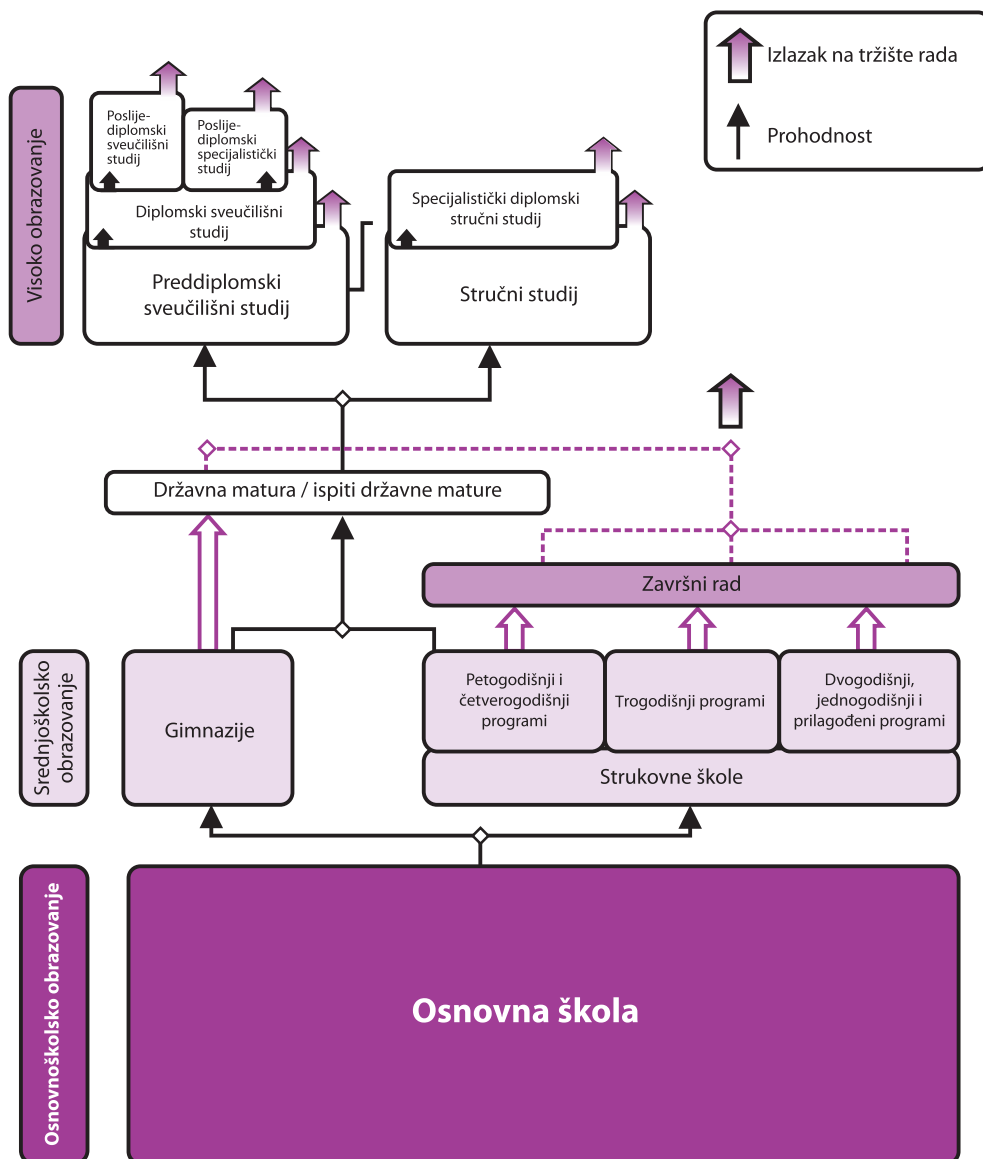 Izlazak na tržište rada
Prohodnost
Visoko obrazovanje
Poslije-
diplomski
sveučilišni
studij
Poslije-
diplomski
specijalistički
studij
Diplomski sveučilišni
studij
Preddiplomski
sveučilišni studij
Specijalistički diplomski
stručni studij
Stručni studij
Državna matura / ispiti državne mature
Završni rad
Srednjoškolsko
obrazovanje
Gimnazije
Petogodišnji i
četverogodišnji
programi
Trogodišnji programi
Dvogodišnji,
jednogodišnji i
prilagođeni programi
Strukovne škole
Osnovnoškolsko obrazovanje
Osnovna škola